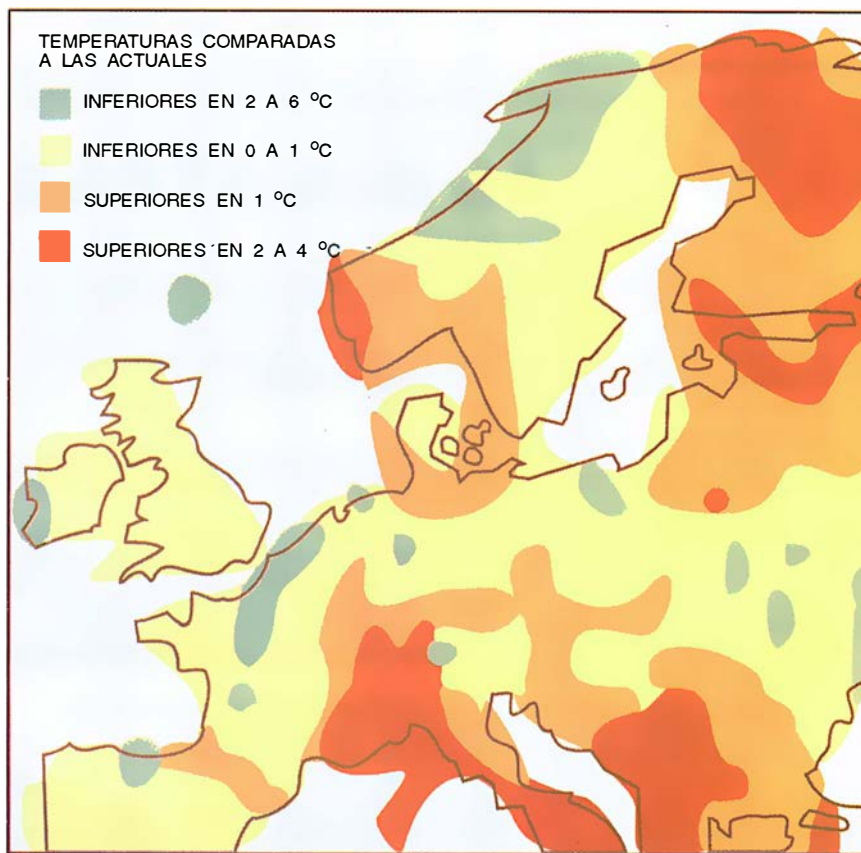 TEMPERATURAS COMPARADAS
A LAS ACTUALES
INFERIORES EN 2 A 6 ºC
INFERIORES EN 0 A 1 ºC
SUPERIORES EN 1 ºC
SUPERIORES EN 2 A 4 ºC